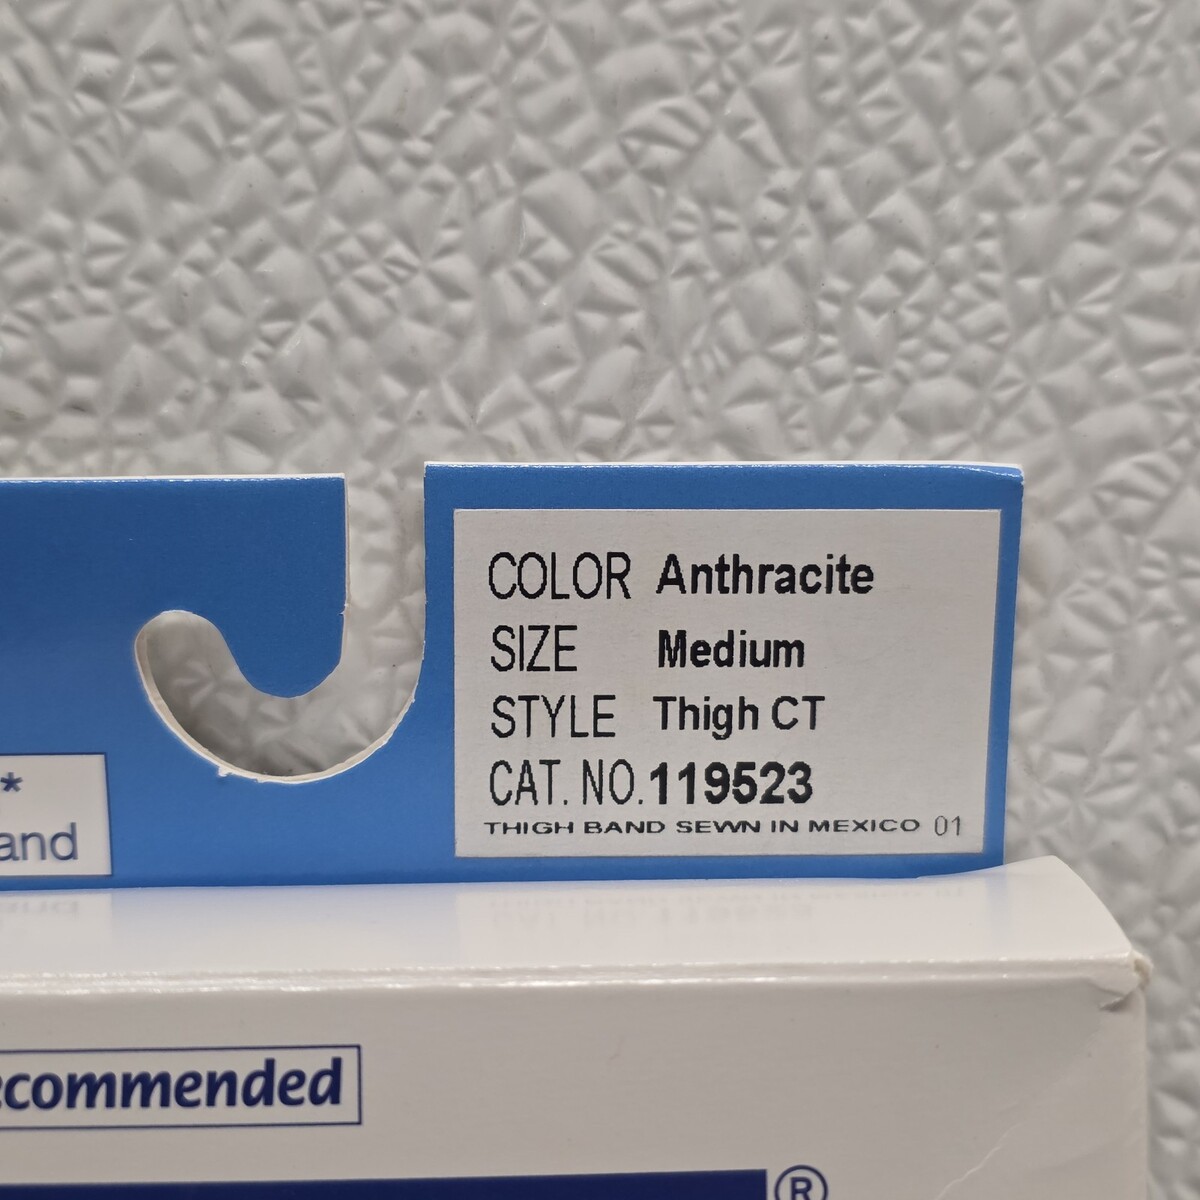 COLOR Anthracite
SIZE Medium
STYLE Thigh CT
CAT. NO. 119523
THIGH BAND SEWN IN MEXICO 01
*
and
ecommended
®